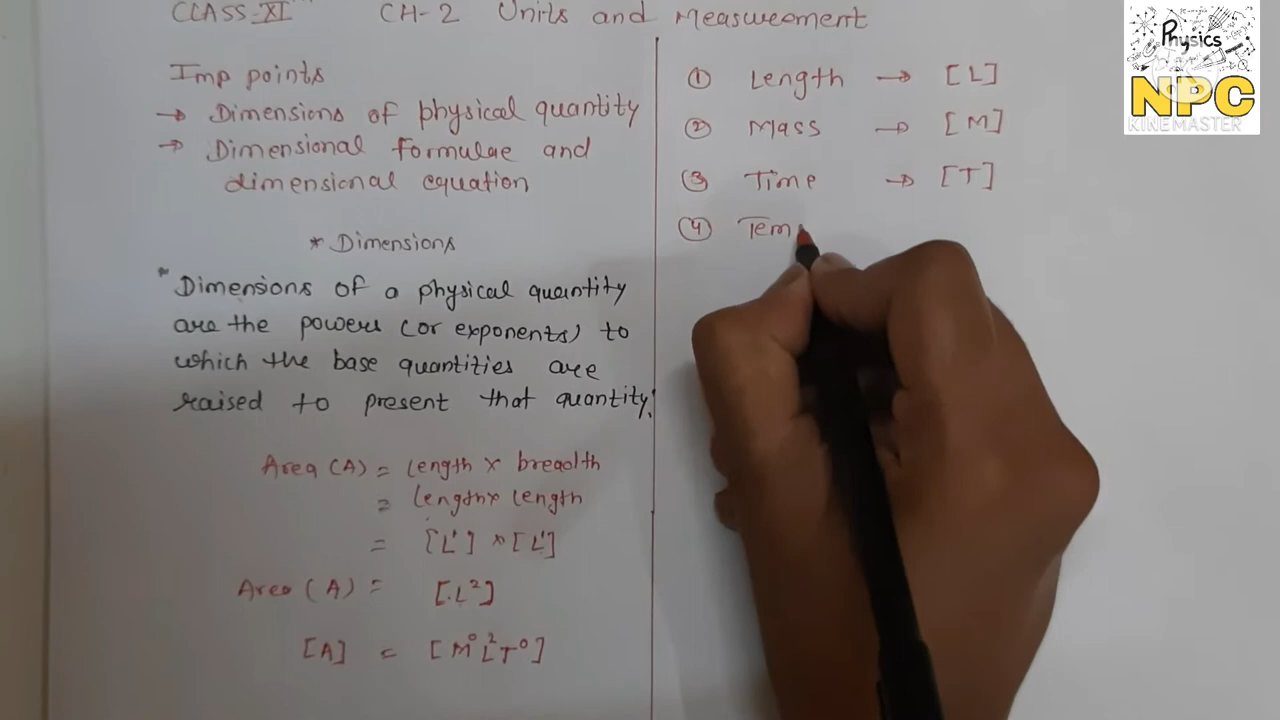 CLASS-XI CH-2 Units and Measurement
Imp points
→ Dimensions of physical quantity
→ Dimensional formulae and
dimensional equation
* Dimensions
" Dimensions of a physical quantity
are the powers (or exponents) to
which the base quantities are
raised to present that quantity.
Area (A) = length × breadth
= length × length
= [L¹] × [L¹]
Area (A) = [L²]
[A] = [M⁰L²T⁰]
① Length → [L]
② Mass → [M]
③ Time → [T]
④ Tem
Physics
NPC
KINEMASTER